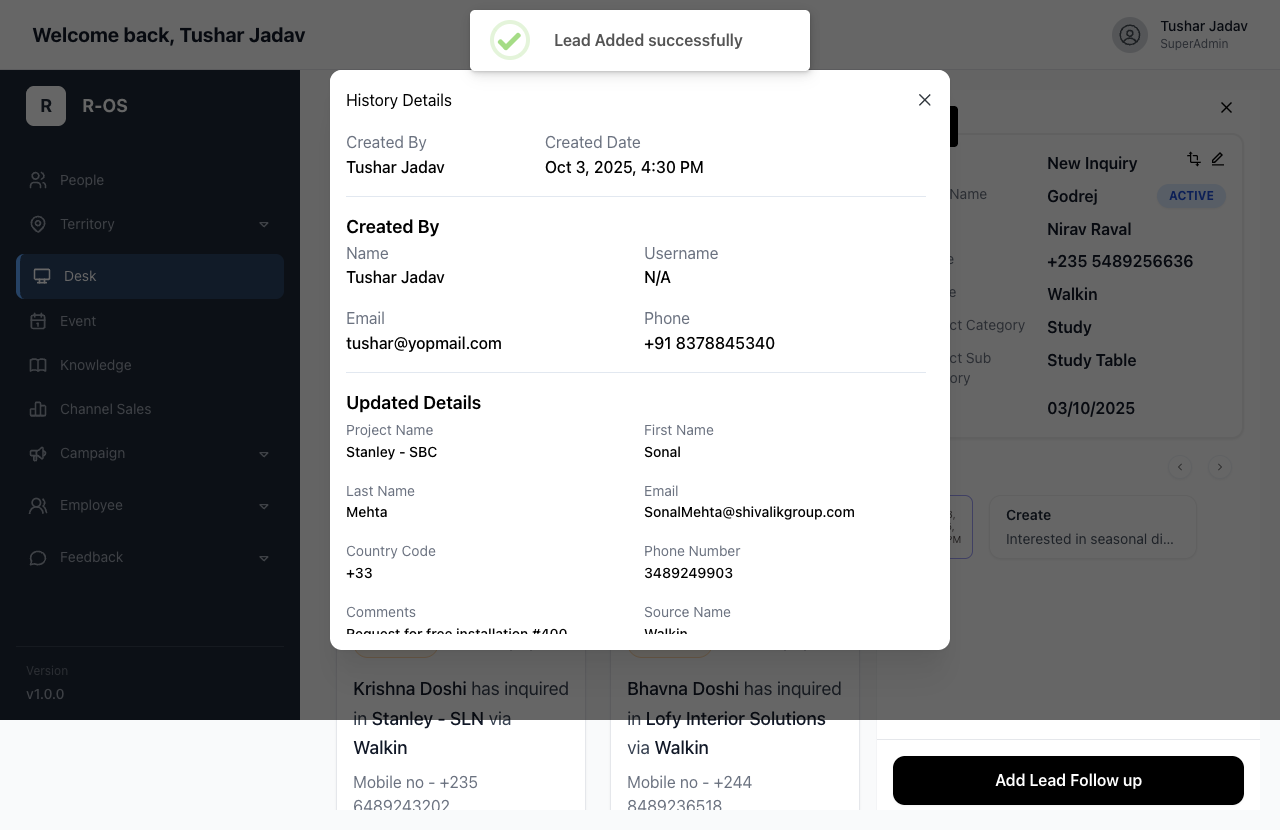 Welcome back, Tushar Jadav
Lead Added successfully
Tushar Jadav
SuperAdmin
R
R-OS
People
Territory
Desk
Event
Knowledge
Channel Sales
Campaign
Employee
Feedback
Version
v1.0.0
History Details
Created By
Created Date
Tushar Jadav
Oct 3, 2025, 4:30 PM
Created By
Name
Username
Tushar Jadav
N/A
Email
Phone
tushar@yopmail.com
+91 8378845340
Updated Details
Project Name
First Name
Stanley - SBC
Sonal
Last Name
Email
Mehta
SonalMehta@shivalikgroup.com
Country Code
Phone Number
+33
3489249903
Comments
Source Name
Request for free installation #400
Walkin
New Inquiry
Name
Godrej
ACTIVE
Nirav Raval
+235 5489256636
Walkin
ct Category
Study
ct Sub
ory
Study Table
03/10/2025
PM
Create
Interested in seasonal di...
Krishna Doshi has inquired
in Stanley - SLN via
Walkin
Mobile no - +235
6489243202
Bhavna Doshi has inquired
in Lofy Interior Solutions
via Walkin
Mobile no - +244
8489236518
Add Lead Follow up